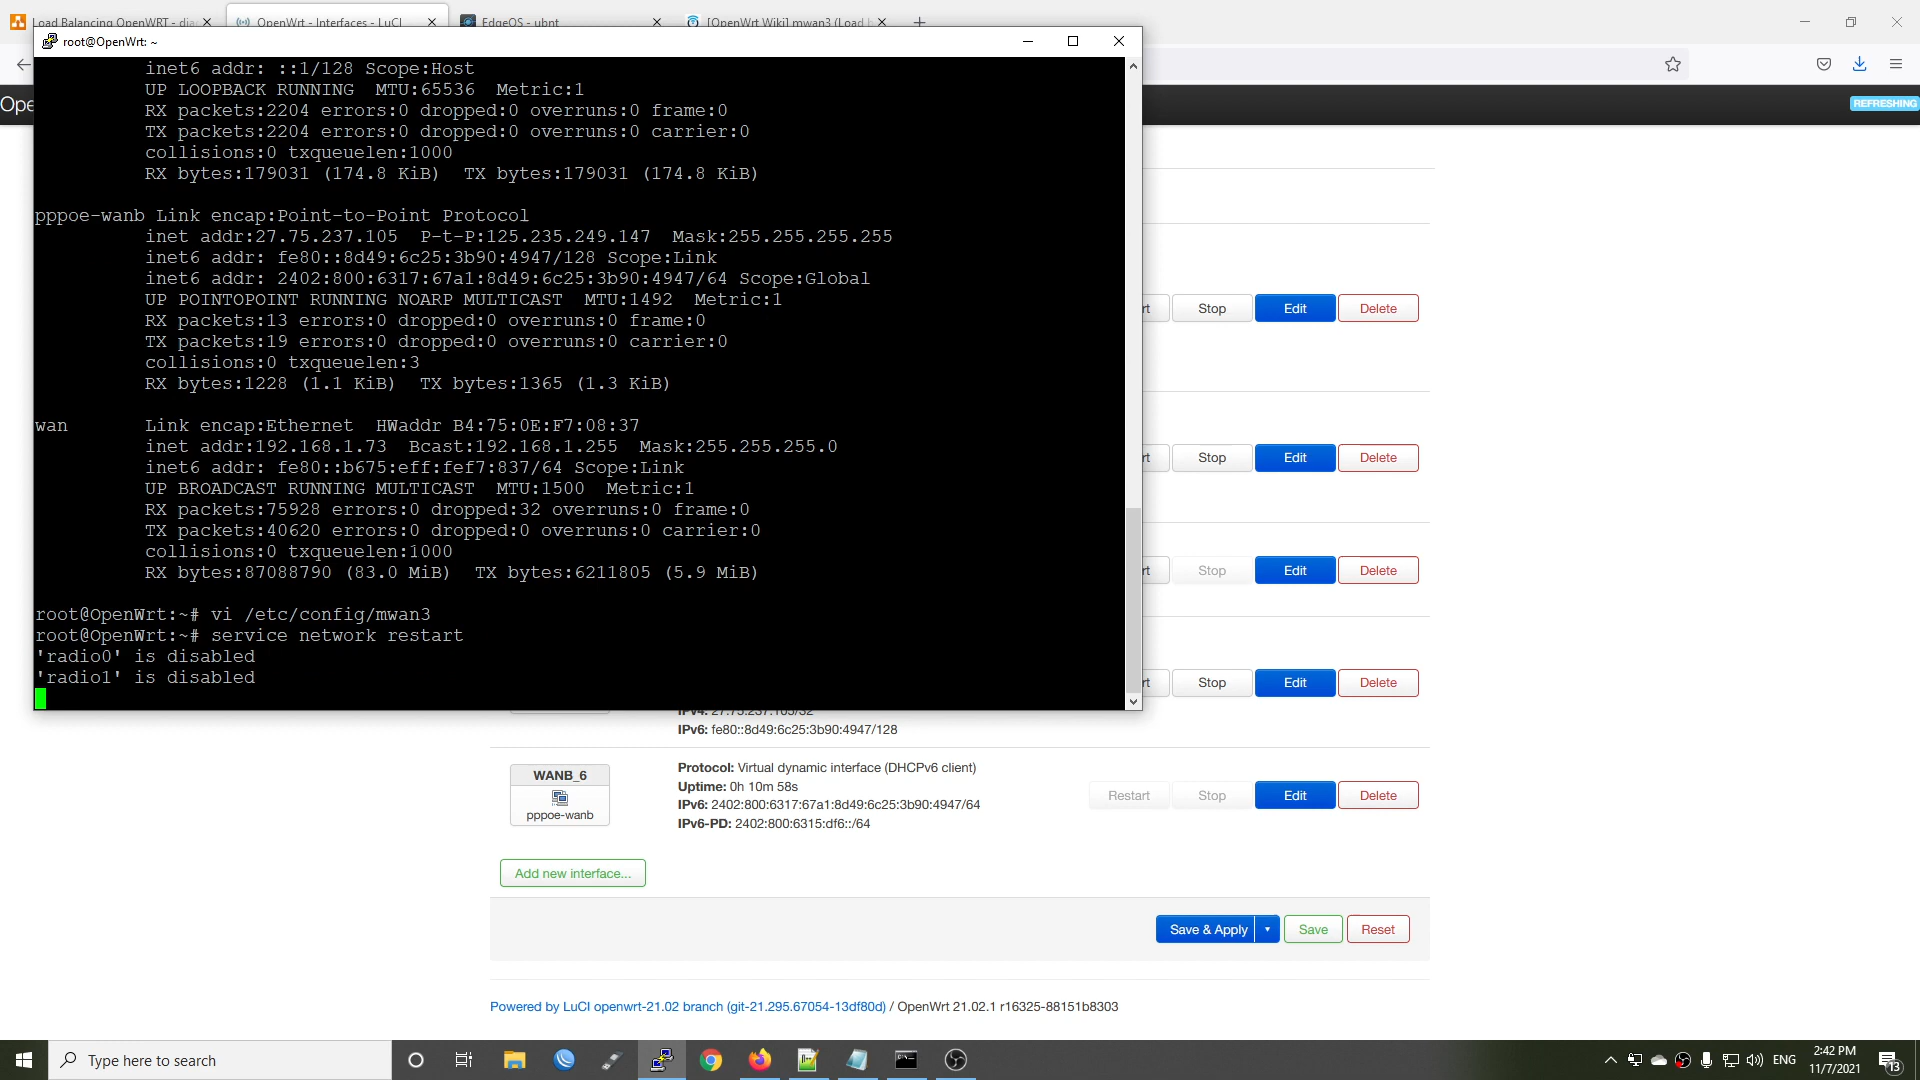 Load Balancing OpenWRT - dia
OpenWrt - Interfaces - LuCI
EdgeOS - ubnt
[OpenWrt Wiki] mwan3 (Load b
root@OpenWrt: ~
Ope
REFRESHING
inet6 addr: ::1/128 Scope:Host
UP LOOPBACK RUNNING  MTU:65536  Metric:1
RX packets:2204 errors:0 dropped:0 overruns:0 frame:0
TX packets:2204 errors:0 dropped:0 overruns:0 carrier:0
collisions:0 txqueuelen:1000
RX bytes:179031 (174.8 KiB)  TX bytes:179031 (174.8 KiB)
pppoe-wanb Link encap:Point-to-Point Protocol
inet addr:27.75.237.105  P-t-P:125.235.249.147  Mask:255.255.255.255
inet6 addr: fe80::8d49:6c25:3b90:4947/128 Scope:Link
inet6 addr: 2402:800:6317:67a1:8d49:6c25:3b90:4947/64 Scope:Global
UP POINTOPOINT RUNNING NOARP MULTICAST  MTU:1492  Metric:1
RX packets:13 errors:0 dropped:0 overruns:0 frame:0
TX packets:19 errors:0 dropped:0 overruns:0 carrier:0
collisions:0 txqueuelen:3
RX bytes:1228 (1.1 KiB)  TX bytes:1365 (1.3 KiB)
wan       Link encap:Ethernet  HWaddr B4:75:0E:F7:08:37
inet addr:192.168.1.73  Bcast:192.168.1.255  Mask:255.255.255.0
inet6 addr: fe80::b675:eff:fef7:837/64 Scope:Link
UP BROADCAST RUNNING MULTICAST  MTU:1500  Metric:1
RX packets:75928 errors:0 dropped:32 overruns:0 frame:0
TX packets:40620 errors:0 dropped:0 overruns:0 carrier:0
collisions:0 txqueuelen:1000
RX bytes:87088790 (83.0 MiB)  TX bytes:6211805 (5.9 MiB)
root@OpenWrt:~# vi /etc/config/mwan3
root@OpenWrt:~# service network restart
'radio0' is disabled
'radio1' is disabled
rt Stop Edit Delete
rt Stop Edit Delete
rt Stop Edit Delete
rt Stop Edit Delete
IPv4: 27.75.237.105/32
IPv6: fe80::8d49:6c25:3b90:4947/128
WANB_6
pppoe-wanb
Protocol: Virtual dynamic interface (DHCPv6 client)
Uptime: 0h 10m 58s
IPv6: 2402:800:6317:67a1:8d49:6c25:3b90:4947/64
IPv6-PD: 2402:800:6315:df6::/64
Restart Stop Edit Delete
Add new interface...
Save & Apply Save Reset
Powered by LuCI openwrt-21.02 branch (git-21.295.67054-13df80d) / OpenWrt 21.02.1 r16325-88151b8303
Type here to search
ENG
2:42 PM
11/7/2021
13